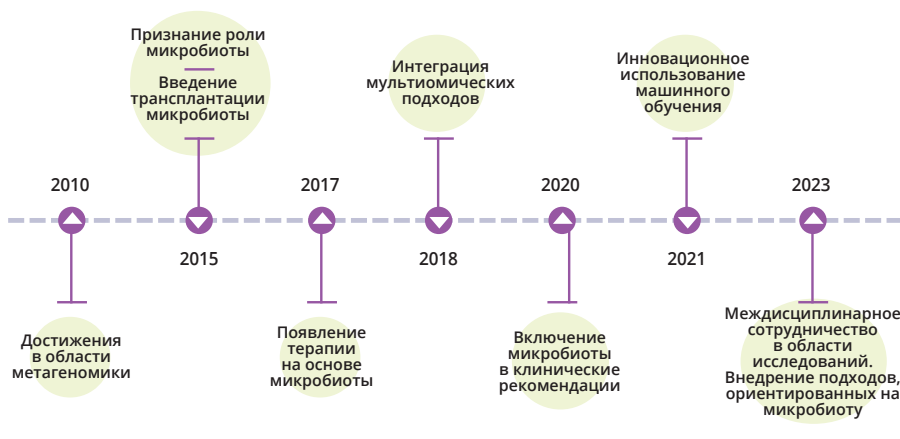 Признание роли
микробиоты
Введение
трансплантации
микробиоты
Интеграция
мультиомических
подходов
Инновационное
использование
машинного
обучения
2010
2017
2020
2023
2015
2018
2021
Достижения
в области
метагеномики
Появление
терапии
на основе
микробиоты
Включение
микробиоты
в клинические
рекомендации
Междисциплинарное
сотрудничество
в области
исследований.
Внедрение подходов,
ориентированных на
микробиоту